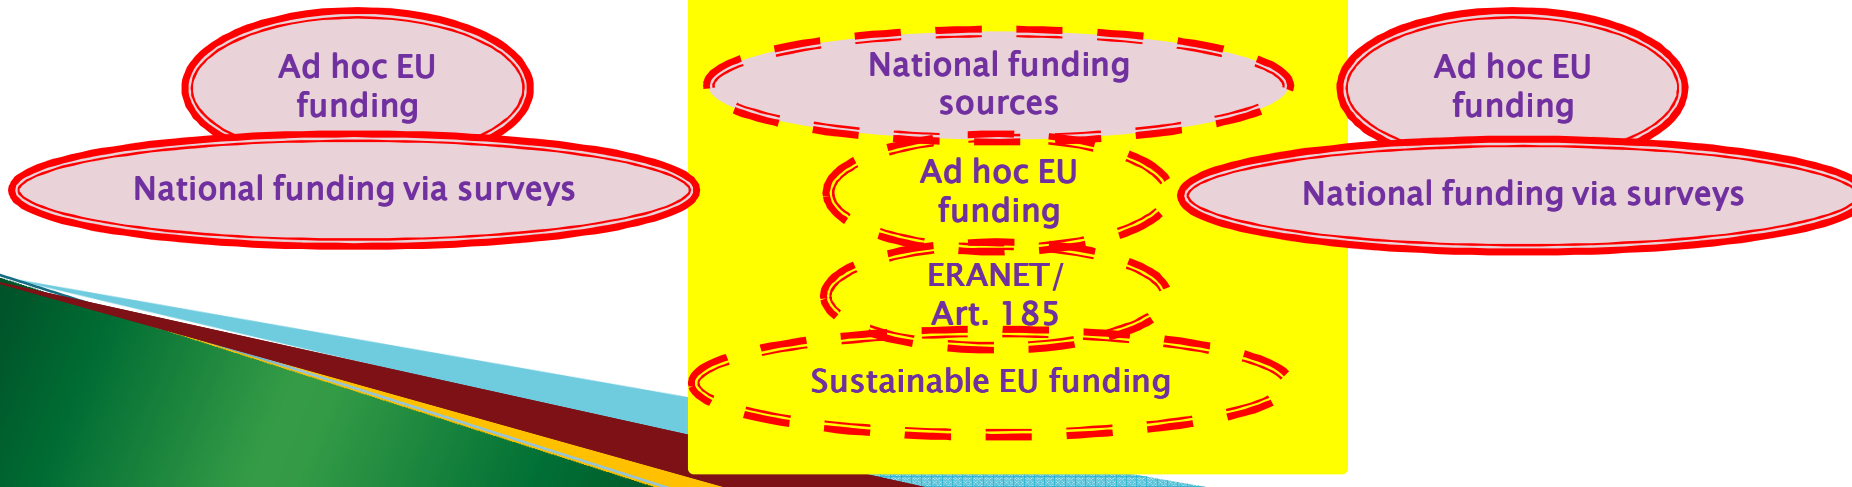 Ad hoc EU
funding
National funding via surveys
National funding
sources
Ad hoc EU
funding
ERANET/
Art. 185
Sustainable EU funding
Ad hoc EU
funding
National funding via surveys